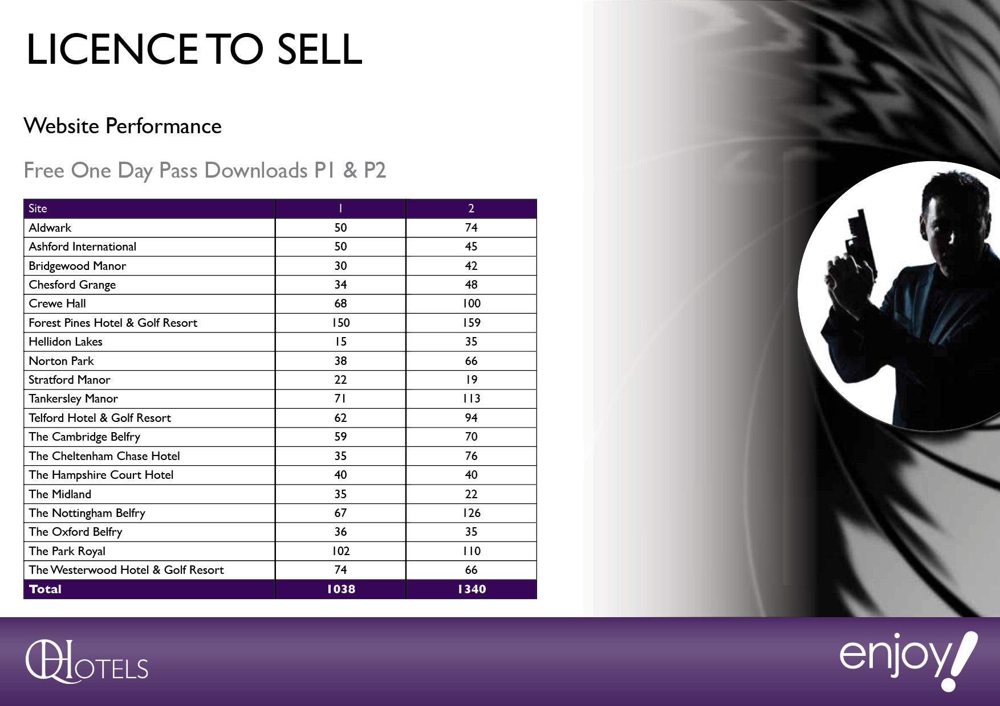 LICENCE TO SELL
Website Performance
Free One Day Pass Downloads P1 & P2
Site 1 2
Aldwark 50 74
Ashford International 50 45
Bridgewood Manor 30 42
Chesford Grange 34 48
Crewe Hall 68 100
Forest Pines Hotel & Golf Resort 150 159
Hellidon Lakes 15 35
Norton Park 38 66
Stratford Manor 22 19
Tankersley Manor 71 113
Telford Hotel & Golf Resort 62 94
The Cambridge Belfry 59 70
The Cheltenham Chase Hotel 35 76
The Hampshire Court Hotel 40 40
The Midland 35 22
The Nottingham Belfry 67 126
The Oxford Belfry 36 35
The Park Royal 102 110
The Westerwood Hotel & Golf Resort 74 66
Total 1038 1340
QHOTELS
enjoy!